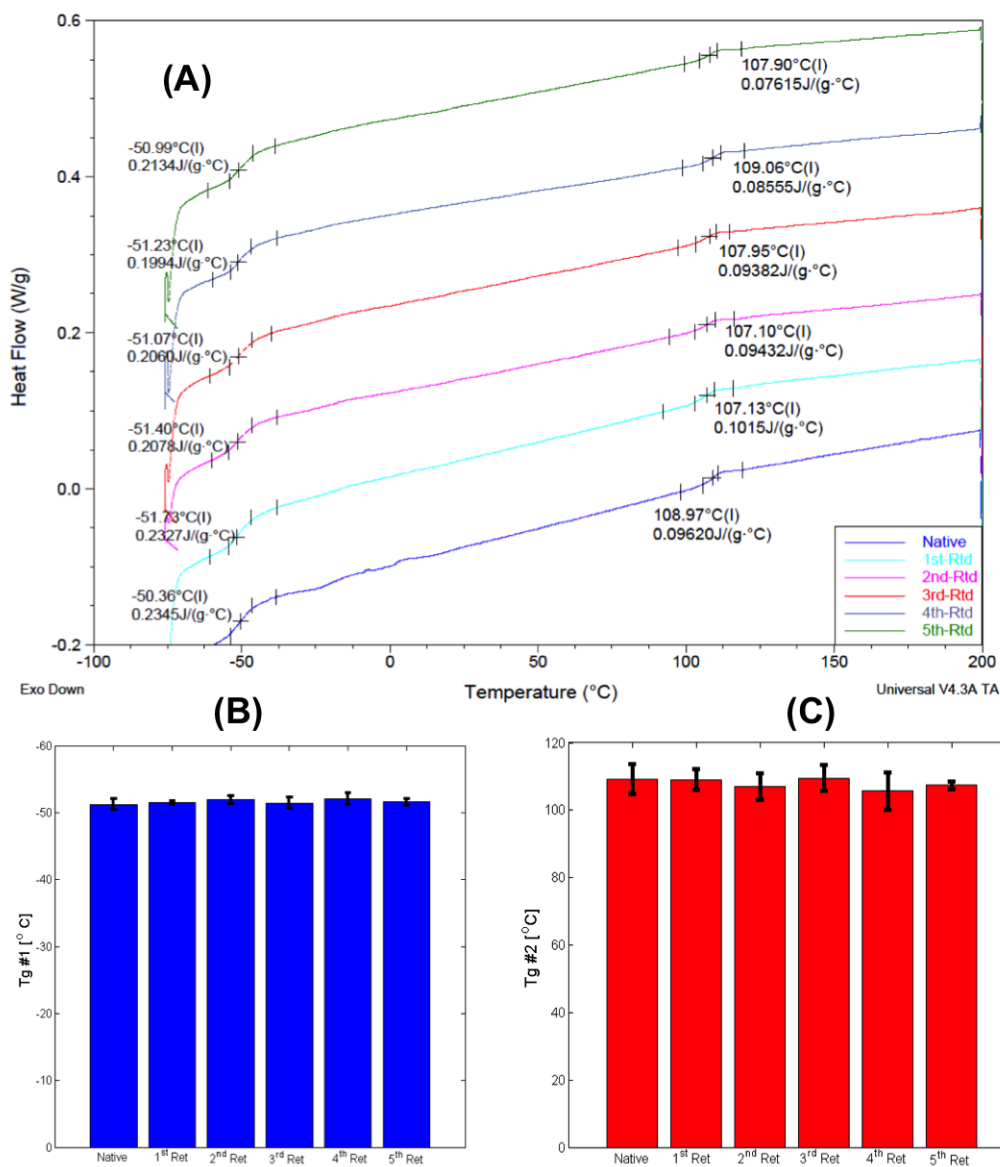 0.6
(A)
107.90°C(I)
0.07615J/(g·°C)
-50.99°C(I)
0.2134J/(g·°C)
0.4
109.06°C(I)
0.08555J/(g·°C)
-51.23°C(I)
0.1994J/(g·°C)
107.95°C(I)
0.09382J/(g·°C)
Heat Flow (W/g)
0.2
-51.07°C(I)
0.2060J/(g·°C)
107.10°C(I)
0.09432J/(g·°C)
-51.40°C(I)
0.2078J/(g·°C)
107.13°C(I)
0.1015J/(g·°C)
0.0
-51.73°C(I)
0.2327J/(g·°C)
108.97°C(I)
0.09620J/(g·°C)
-50.36°C(I)
0.2345J/(g·°C)
Native
1st-Rtd
2nd-Rtd
3rd-Rtd
4th-Rtd
5th-Rtd
-0.2
-100 -50 0 50 100 150 200
Exo Down Temperature (°C) Universal V4.3A TA
(B)
-60
-50
-40
-30
-20
-10
0
Tg #1 [° C]
Native 1st Ret 2nd Ret 3rd Ret 4th Ret 5th Ret
(C)
120
100
80
60
40
20
0
Tg #2 [°C]
Native 1st Ret 2nd Ret 3rd Ret 4th Ret 5th Ret